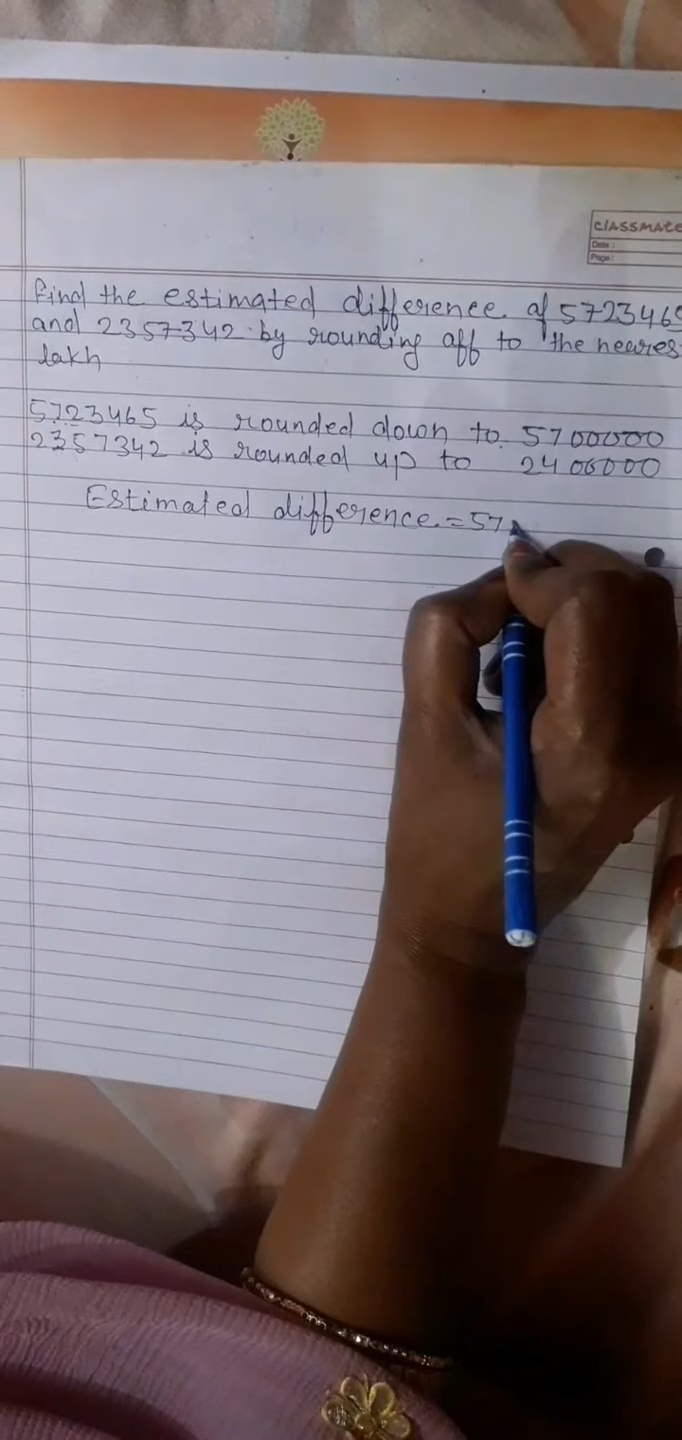 CLASSMATE
Date :
Page :
Find the estimated difference of 5723465
and 2357342 by rounding off to the neares
lakh
5723465 is rounded down to 5700000
2357342 is rounded up to 2400000
Estimated difference = 57